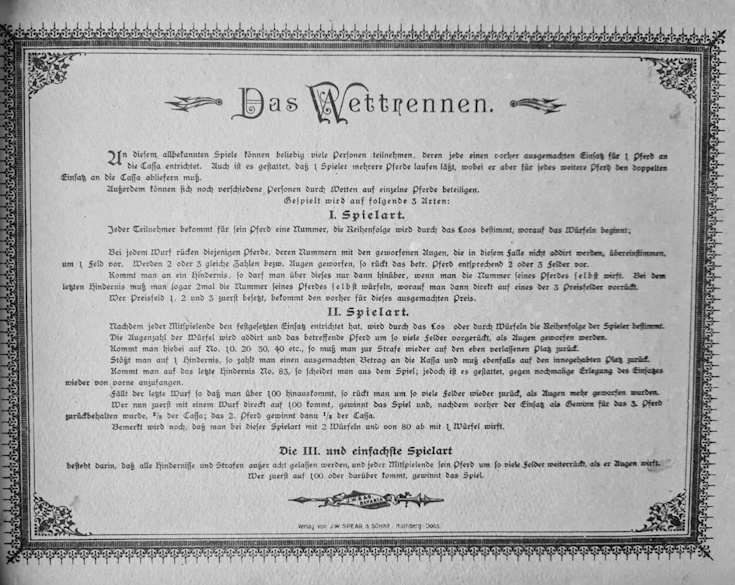 Das Wettrennen.
An diesem allbekannten Spiele können beliebig viele Personen teilnehmen, deren jede einen vorher ausgemachten Einsatz für 1 Pferd an
die Cassa entrichtet. Auch ist es gestattet, daß 1 Spieler mehrere Pferde laufen läßt, wobei er aber für jedes weitere Pferd den doppelten
Einsatz an die Cassa abliefern muß.
Außerdem können sich noch verschiedene Personen durch Wetten auf einzelne Pferde beteiligen.
Gespielt wird auf folgende 3 Arten:
I. Spielart.
Jeder Teilnehmer bekommt für sein Pferd eine Nummer, die Reihenfolge wird durch das Loos bestimmt, worauf das Würfeln beginnt;
Bei jedem Wurf rücken diejenigen Pferde, deren Nummern mit den geworfenen Augen, die in diesem Falle nicht addirt werden, übereinstimmen,
um 1 Feld vor. Werden 2 oder 3 gleiche Zahlen bezw. Augen geworfen, so rückt das betr. Pferd entsprechend 2 oder 3 Felder vor.
Kommt man an ein Hindernis, so darf man über dieses nur dann hinüber, wenn man die Nummer seines Pferdes selbst wirft. Bei dem
letzten Hindernis muß man sogar 2mal die Nummer seines Pferdes selbst würfeln, worauf man dann direkt auf eines der 3 Preisfelder vorrückt.
Wer Preisfeld 1, 2 und 3 zuerst besetzt, bekommt den vorher für dieses ausgemachten Preis.
II. Spielart.
Nachdem jeder Mitspielende den festgesetzten Einsatz entrichtet hat, wird durch das Los oder durch Würfeln die Reihenfolge der Spieler bestimmt.
Die Augenzahl der Würfel wird addirt und das betreffende Pferd um so viele Felder vorgerückt, als Augen geworfen werden.
Kommt man hiebei auf No. 10, 20, 30, 40 etc., so muß man zur Strafe wieder auf den eben verlassenen Platz zurück.
Stößt man auf 1 Hindernis, so zahlt man einen ausgemachten Betrag an die Kassa und muß ebenfalls auf den innegehabten Platz zurück.
Kommt man auf das letzte Hindernis No. 83, so scheidet man aus dem Spiel; jedoch ist es gestattet, gegen nochmalige Erlegung des Einsatzes
wieder von vorne anzufangen.
Fällt der letzte Wurf so daß man über 100 hinauskommt, so rückt man um so viele Felder wieder zurück, als Augen mehr geworfen wurden.
Wer nun zuerst mit einem Wurf direckt auf 100 kommt, gewinnt das Spiel und, nachdem vorher der Einsatz als Gewinn für das 3. Pferd
zurückbehalten wurde, ²/₃ der Cassa; das 2. Pferd gewinnt dann ¹/₃ der Cassa.
Bemerkt wird noch, daß man bei dieser Spielart mit 2 Würfeln und von 80 ab mit 1 Würfel wirft.
Die III. und einfachste Spielart
besteht darin, daß alle Hindernisse und Strafen außer acht gelassen werden, und jeder Mitspielende sein Pferd um so viele Felder weiterrückt, als er Augen wirft.
Wer zuerst auf 100 oder darüber kommt, gewinnt das Spiel.
J.W.S.&S.
BAVARIA
Verlag von J.W. SPEAR & SÖHNE, Nürnberg-Doos.